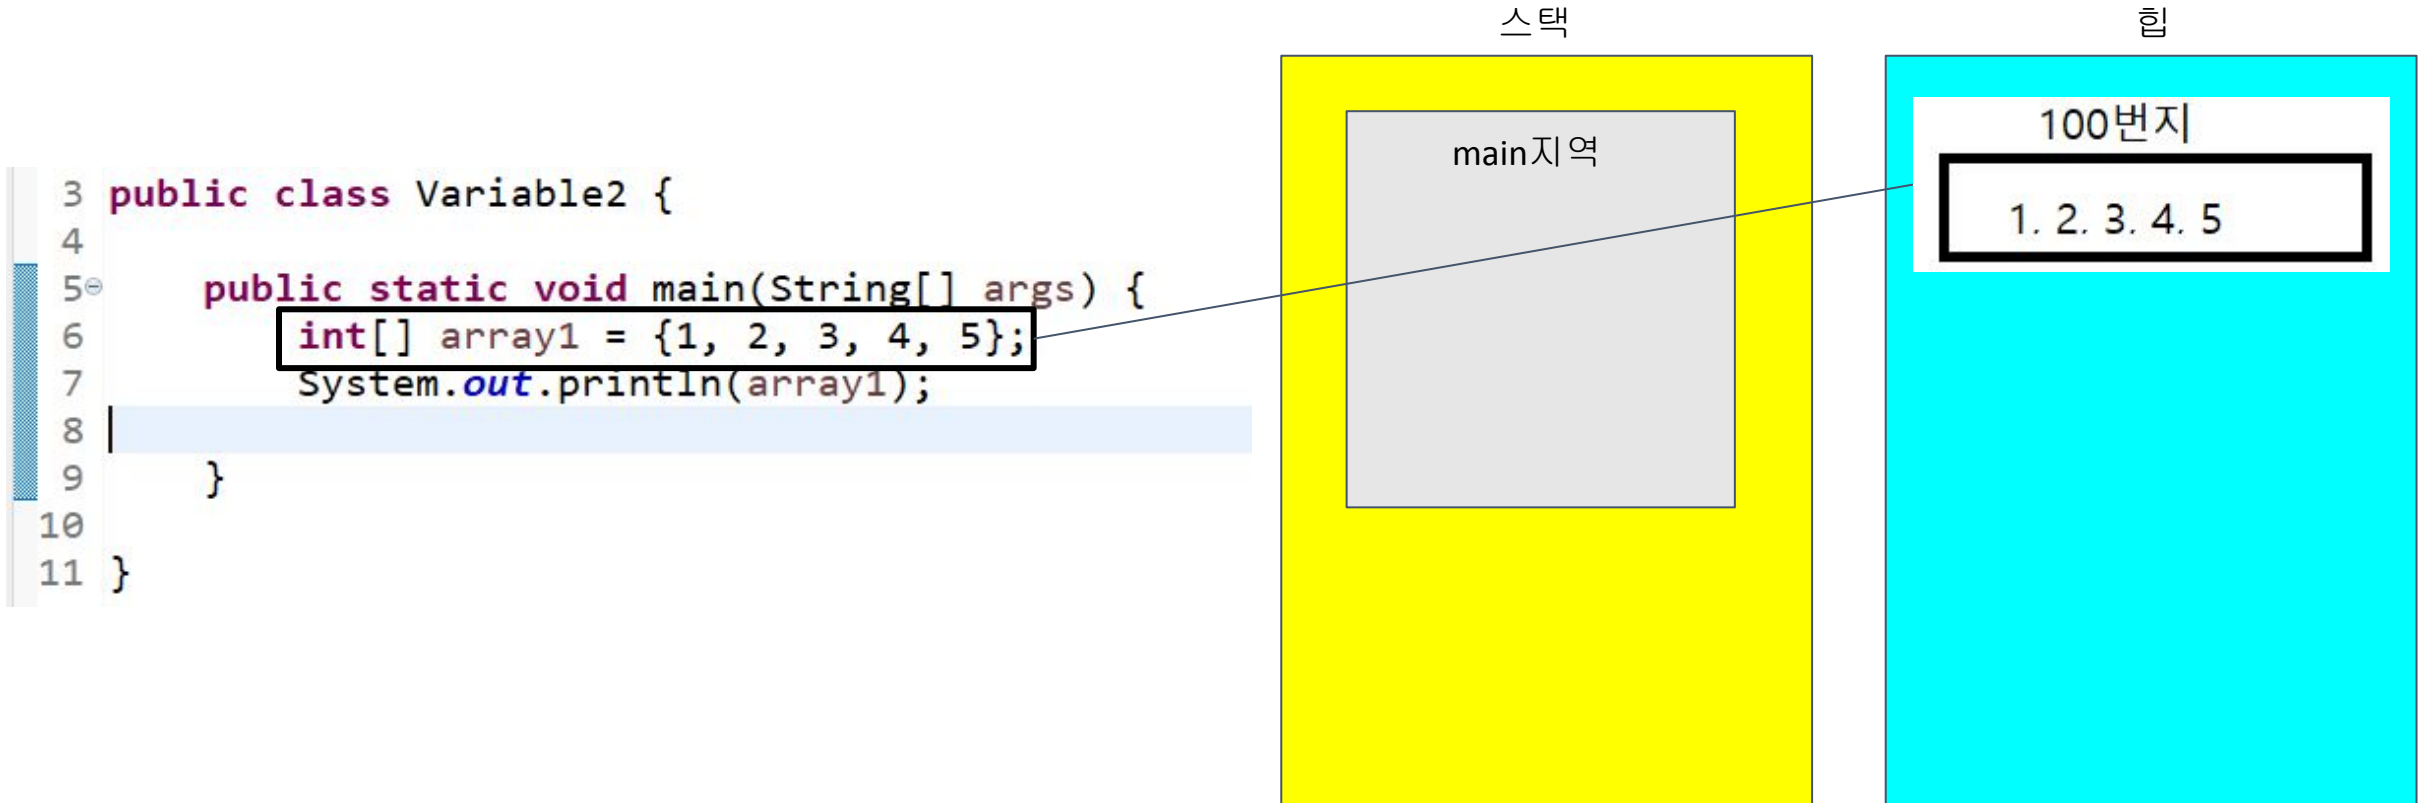 스택
힙
3 public class Variable2 {
4
5 public static void main(String[] args) {
6 int[] array1 = {1, 2, 3, 4, 5};
7 System.out.println(array1);
8
9 }
10
11 }
main지역
100번지
1. 2. 3. 4. 5